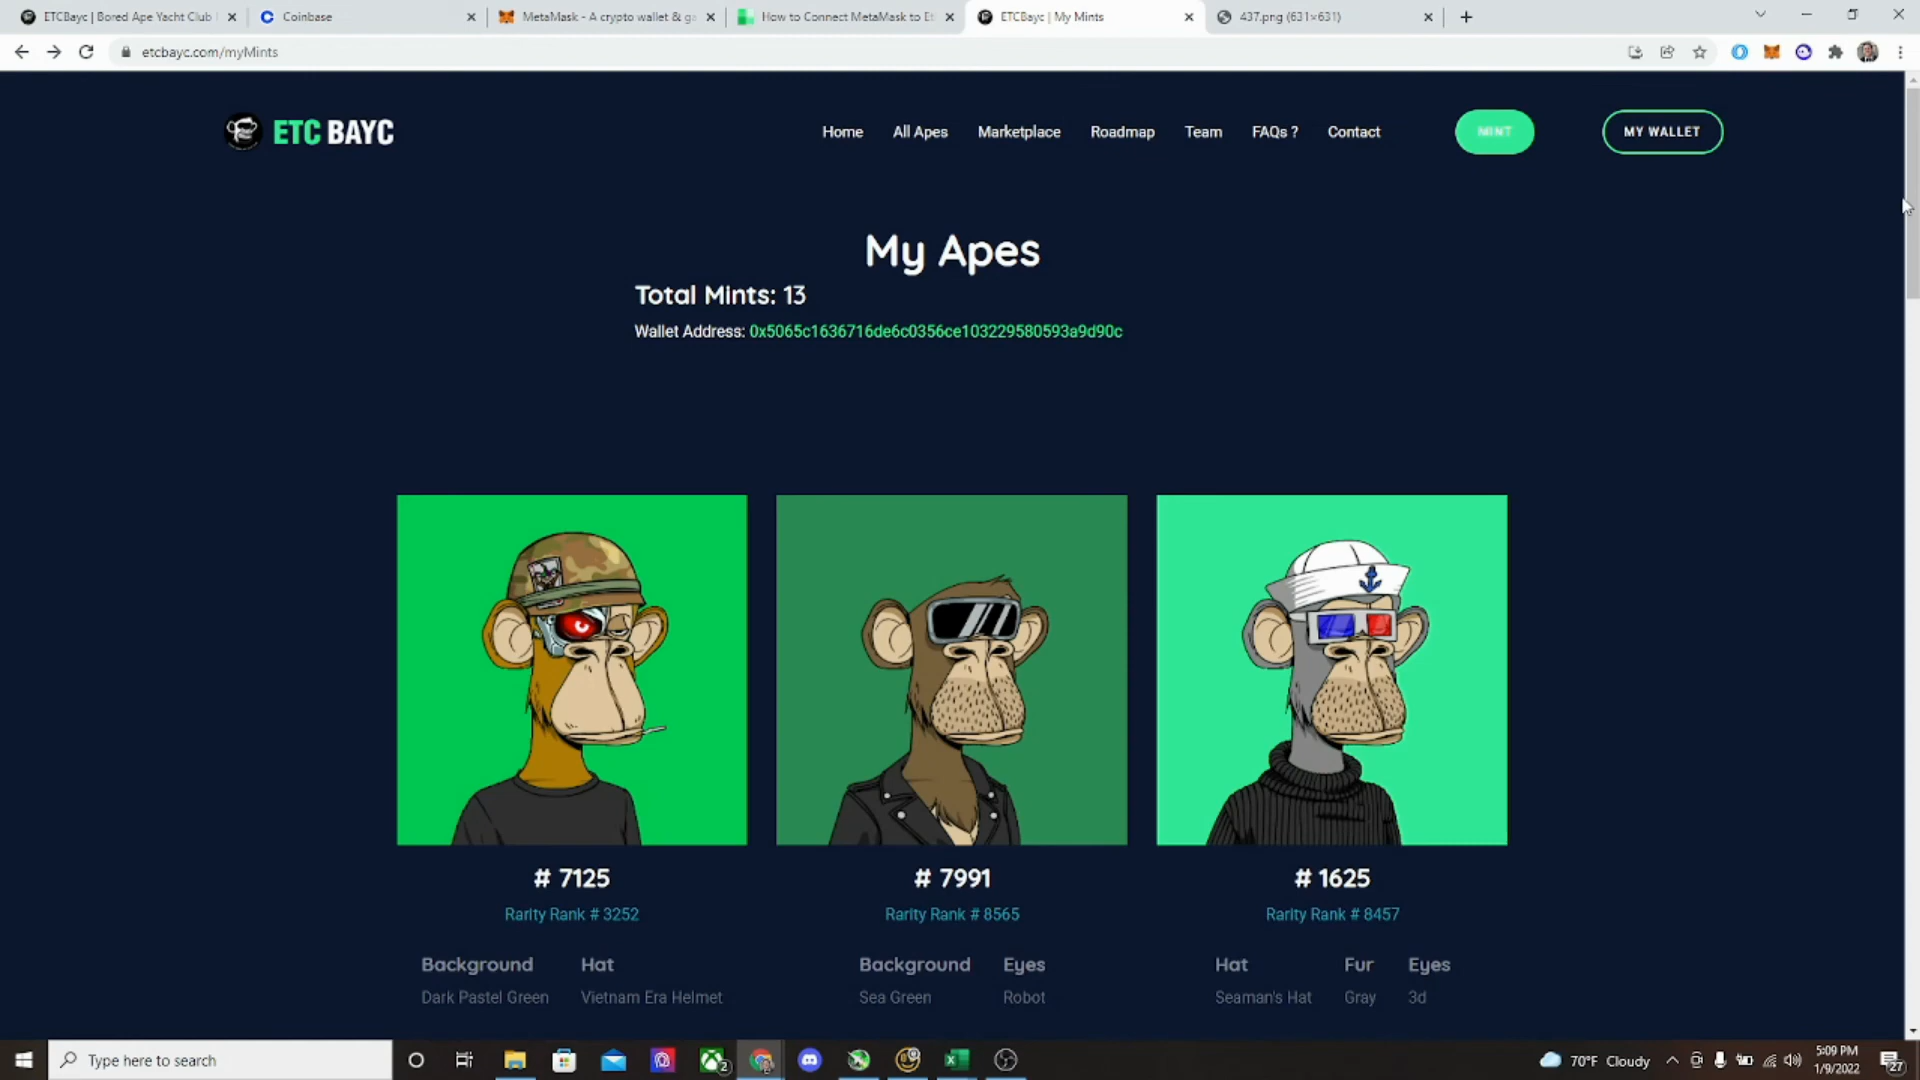 ETCBayc | Bored Ape Yacht Club
Coinbase
MetaMask - A crypto wallet & ga
How to Connect MetaMask to Et
ETCBayc | My Mints
437.png (631×631)
etcbayc.com/myMints
ETC BAYC
Home
All Apes
Marketplace
Roadmap
Team
FAQs ?
Contact
MINT
MY WALLET
My Apes
Total Mints: 13
Wallet Address: 0x5065c1636716de6c0356ce103229580593a9d90c
# 7125
# 7991
# 1625
Rarity Rank # 3252
Rarity Rank # 8565
Rarity Rank # 8457
Background
Hat
Background
Eyes
Hat
Fur
Eyes
Dark Pastel Green
Vietnam Era Helmet
Sea Green
Robot
Seaman's Hat
Gray
3d
Type here to search
2
70°F Cloudy
5:09 PM
1/9/2022
27